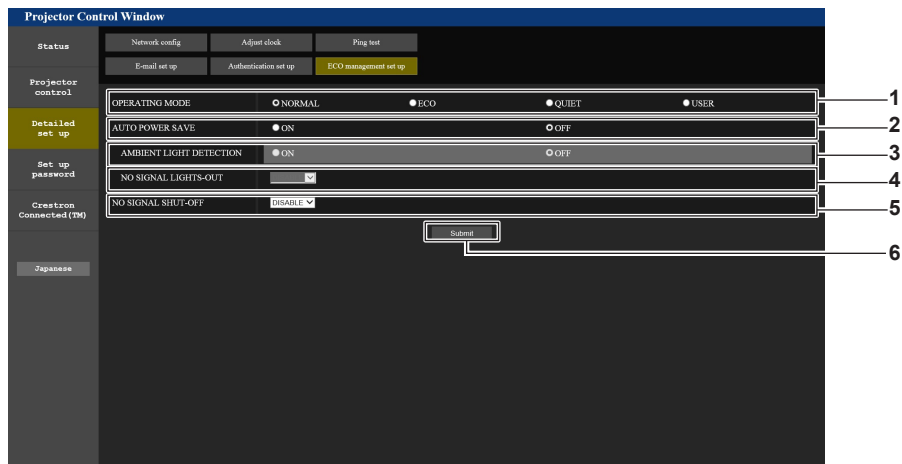 Projector Control Window
Status
Projector
control
Detailed
set up
Set up
password
Crestron
Connected(TM)
Japanese
Network config Adjust clock Ping test
E-mail set up Authentication set up ECO management set up
OPERATING MODE NORMAL ECO QUIET USER 1
AUTO POWER SAVE ON OFF 2
AMBIENT LIGHT DETECTION ON OFF 3
NO SIGNAL LIGHTS-OUT 4
NO SIGNAL SHUT-OFF DISABLE 5
Submit 6